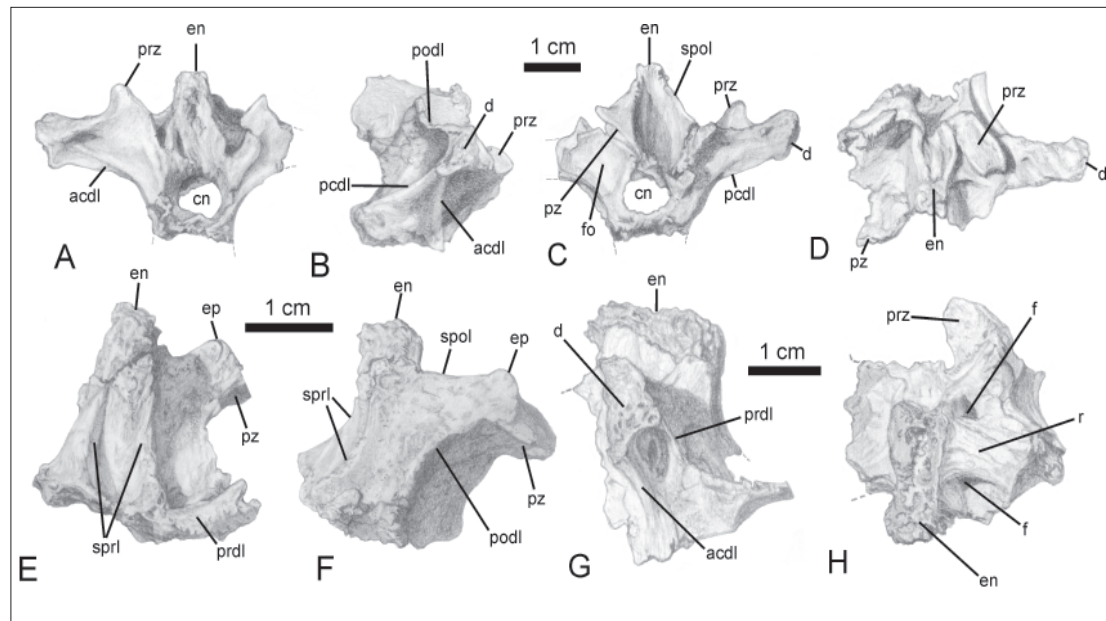 en
prz
acdl
cn
A
podl
1 cm
d
prz
pcdl
acdl
B
en
spol
prz
d
pcdl
cn
pz
fo
C
prz
d
en
pz
D
en
ep
1 cm
pz
sprl
prdl
E
en
spol
ep
sprl
pz
podl
F
en
d
1 cm
prdl
acdl
G
prz
f
r
f
en
H